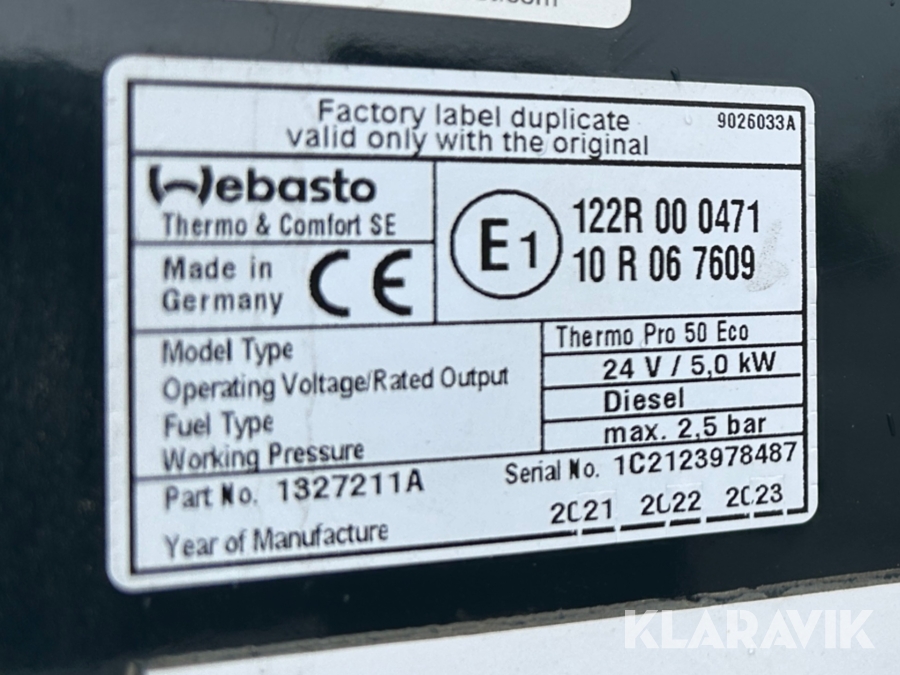 Factory label duplicate
valid only with the original
9026033A
Webasto
Thermo & Comfort SE
Made in
Germany
CE
E1
122R 00 0471
10 R 06 7609
Model Type
Thermo Pro 50 Eco
Operating Voltage/Rated Output
24 V / 5,0 kW
Fuel Type
Diesel
Working Pressure
max. 2,5 bar
Part No. 1327211A
Serial No. 1C2123978487
Year of Manufacture
2021 2022 2023
KLARAVIK